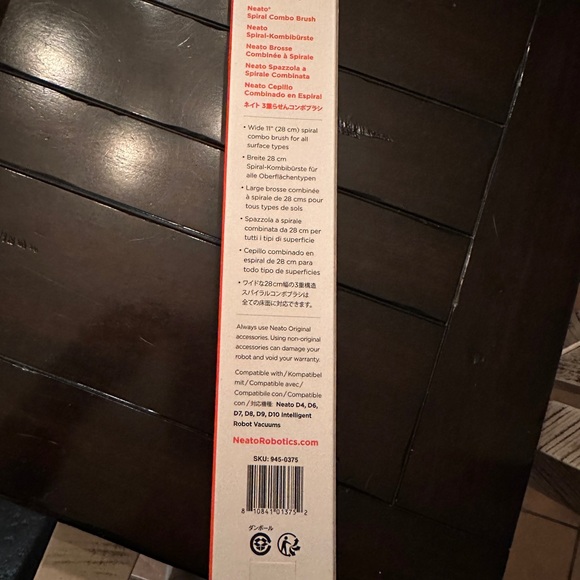 Neato®
Spiral Combo Brush
Neato
Spiral-Kombibürste
Neato Brosse
Combinée à Spirale
Neato Spazzola a
Spirale Combinata
Neato Cepillo
Combinado en Espiral
ネイト 3重らせんコンボブラシ
• Wide 11" (28 cm) spiral
combo brush for all
surface types
• Breite 28 cm
Spiral-Kombibürste für
alle Oberflächentypen
• Large brosse combinée
à spirale de 28 cms pour
tous types de sols
• Spazzola a spirale
combinata da 28 cm per
tutti i tipi di superficie
• Cepillo combinado en
espiral de 28 cm para
todo tipo de superficies
• ワイドな28cm幅の3重構造
スパイラルコンボブラシは
全ての床面に対応できます。
Always use Neato Original
accessories. Using non-original
accessories can damage your
robot and void your warranty.
Compatible with/Kompatibel
mit/Compatible avec/
Compatibile con/Compatible
con/対応機種: Neato D4, D6,
D7, D8, D9, D10 Intelligent
Robot Vacuums
NeatoRobotics.com
SKU: 945-0375
8 10841 01375 2
ダンボール